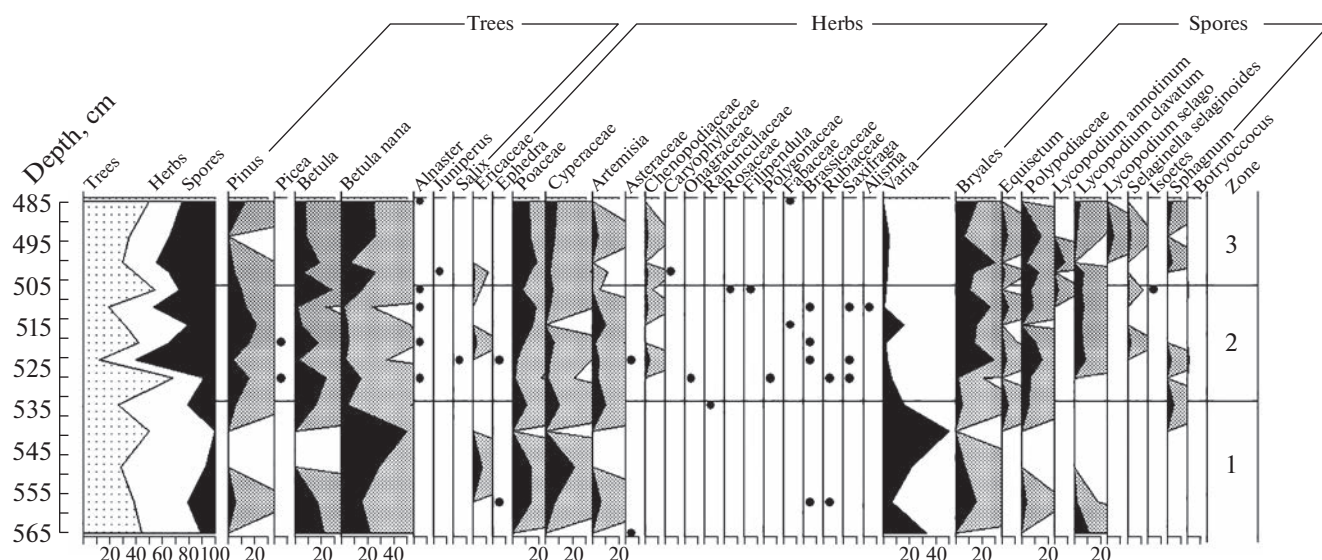 Trees Herbs Spores
Depth, cm
Trees
Herbs
Spores
Pinus
Picea
Betula
Betula nana
Alnaster
Juniperus
Salix
Ericaceae
Ephedra
Poaceae
Cyperaceae
Artemisia
Asteraceae
Chenopodiaceae
Caryophyllaceae
Onagraceae
Ranunculaceae
Rosaceae
Filipendula
Polygonaceae
Fabaceae
Brassicaceae
Rubiaceae
Saxifraga
Alisma
Varia
Bryales
Equisetum
Polypodiaceae
Lycopodium annotinum
Lycopodium clavatum
Lycopodium selago
Selaginella selaginoides
Isoetes
Sphagnum
Botryoccocus
Zone
485
495
505
515
525
535
545
555
565
3
2
1
20 40 60 80 100 20 20 20 40 20 20 20 20 40 20 20 20